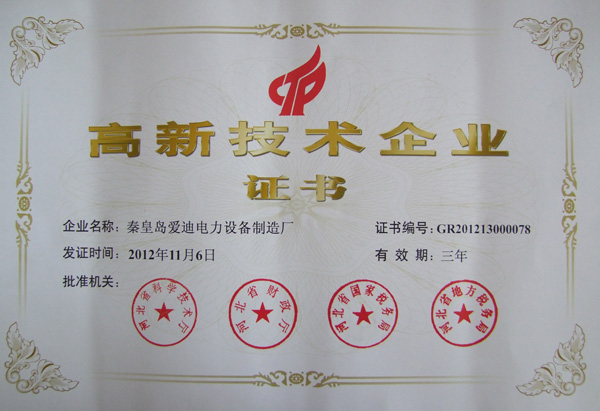 CTP
高新技术企业
证书
企业名称：秦皇岛爱迪电力设备制造厂 证书编号：GR201213000078
发证时间：2012年11月6日 有效期：三年
批准机关：
河北省科学技术厅 河北省财政厅 河北省国家税务局 河北省地方税务局